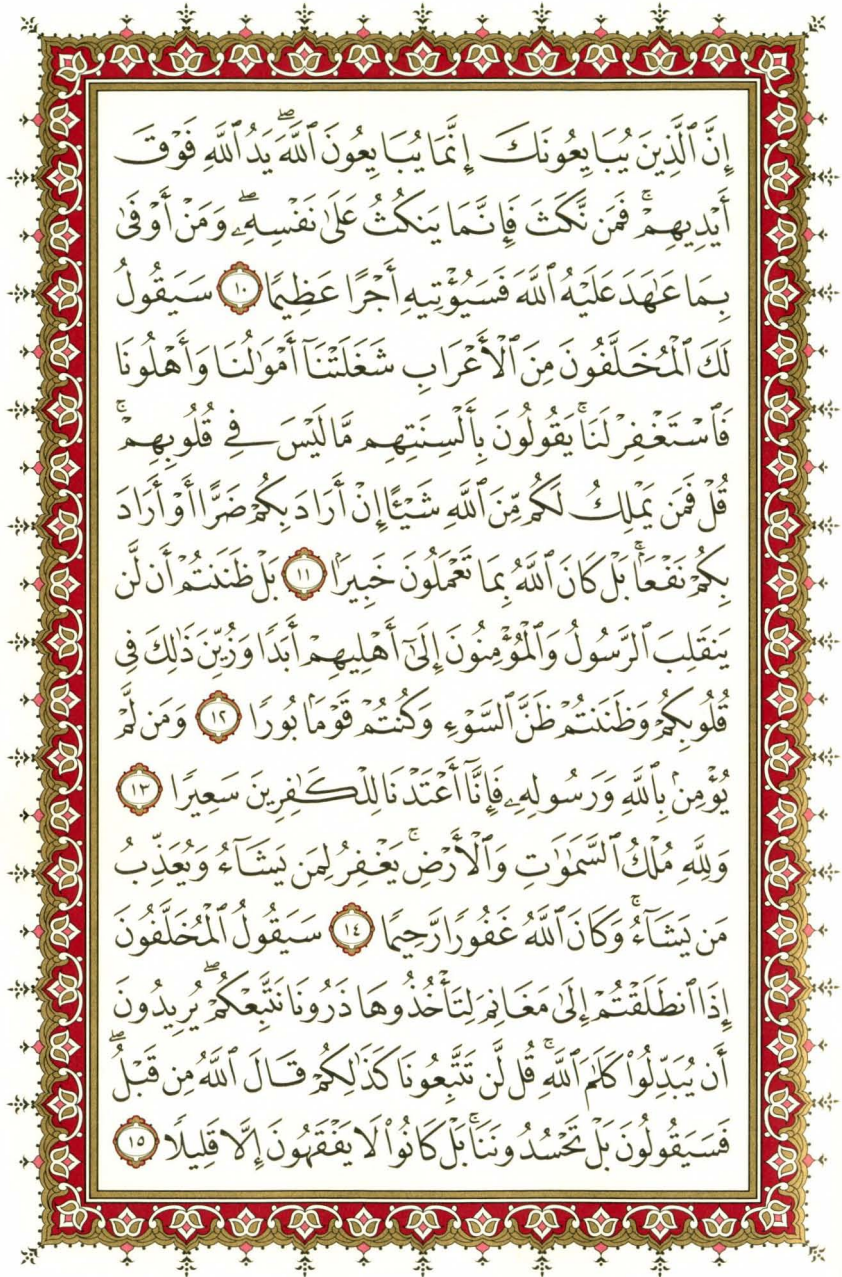 إِنَّ ٱلَّذِينَ يُبَايِعُونَكَ إِنَّمَا يُبَايِعُونَ ٱللَّهَ يَدُ ٱللَّهِ فَوْقَ
أَيْدِيهِمْۚ فَمَن نَّكَثَ فَإِنَّمَا يَنكُثُ عَلَىٰ نَفْسِهِۦۖ وَمَنْ أَوْفَىٰ
بِمَا عَـٰهَدَ عَلَيْهُ ٱللَّهَ فَسَيُؤْتِيهِ أَجْرًا عَظِيمًا ١٠ سَيَقُولُ
لَكَ ٱلْمُخَلَّفُونَ مِنَ ٱلْأَعْرَابِ شَغَلَتْنَآ أَمْوَٰلُنَا وَأَهْلُونَا
فَٱسْتَغْفِرْ لَنَاۚ يَقُولُونَ بِأَلْسِنَتِهِم مَّا لَيْسَ فِى قُلُوبِهِمْۚ
قُلْ فَمَن يَمْلِكُ لَكُم مِّنَ ٱللَّهِ شَيْـًٔا إِنْ أَرَادَ بِكُمْ ضَرًّا أَوْ أَرَادَ
بِكُمْ نَفْعًۢاۚ بَلْ كَانَ ٱللَّهُ بِمَا تَعْمَلُونَ خَبِيرًۢا ١١ بَلْ ظَنَنتُمْ أَن لَّن
يَنقَلِبَ ٱلرَّسُولُ وَٱلْمُؤْمِنُونَ إِلَىٰٓ أَهْلِيهِمْ أَبَدًا وَزُيِّنَ ذَٰلِكَ فِى
قُلُوبِكُمْ وَظَنَنتُمْ ظَنَّ ٱلسَّوْءِ وَكُنتُمْ قَوْمًۢا بُورًا ١٢ وَمَن لَّمْ
يُؤْمِنۢ بِٱللَّهِ وَرَسُولِهِۦ فَإِنَّآ أَعْتَدْنَا لِلْكَـٰفِرِينَ سَعِيرًا ١٣
وَلِلَّهِ مُلْكُ ٱلسَّمَـٰوَٰتِ وَٱلْأَرْضِۚ يَغْفِرُ لِمَن يَشَآءُ وَيُعَذِّبُ
مَن يَشَآءُۚ وَكَانَ ٱللَّهُ غَفُورًا رَّحِيمًا ١٤ سَيَقُولُ ٱلْمُخَلَّفُونَ
إِذَا ٱنطَلَقْتُمْ إِلَىٰ مَغَانِمَ لِتَأْخُذُوهَا ذَرُونَا نَتَّبِعْكُمْۖ يُرِيدُونَ
أَن يُبَدِّلُوا۟ كَلَـٰمَ ٱللَّهِۚ قُل لَّن تَتَّبِعُونَا كَذَٰلِكُمْ قَالَ ٱللَّهُ مِن قَبْلُۖ
فَسَيَقُولُونَ بَلْ تَحْسُدُونَنَاۚ بَلْ كَانُوا۟ لَا يَفْقَهُونَ إِلَّا قَلِيلًا ١٥